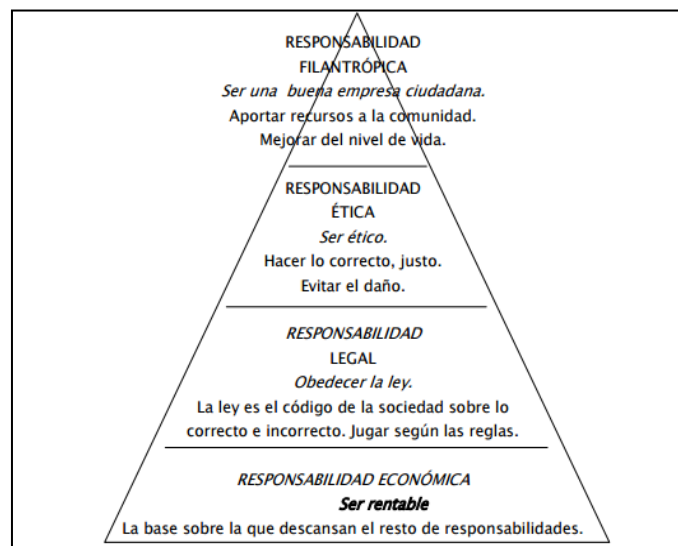 RESPONSABILIDAD
FILANTRÓPICA
Ser una buena empresa ciudadana.
Aportar recursos a la comunidad.
Mejorar del nivel de vida.
RESPONSABILIDAD
ÉTICA
Ser ético.
Hacer lo correcto, justo.
Evitar el daño.
RESPONSABILIDAD
LEGAL
Obedecer la ley.
La ley es el código de la sociedad sobre lo
correcto e incorrecto. Jugar según las reglas.
RESPONSABILIDAD ECONÓMICA
Ser rentable
La base sobre la que descansan el resto de responsabilidades.